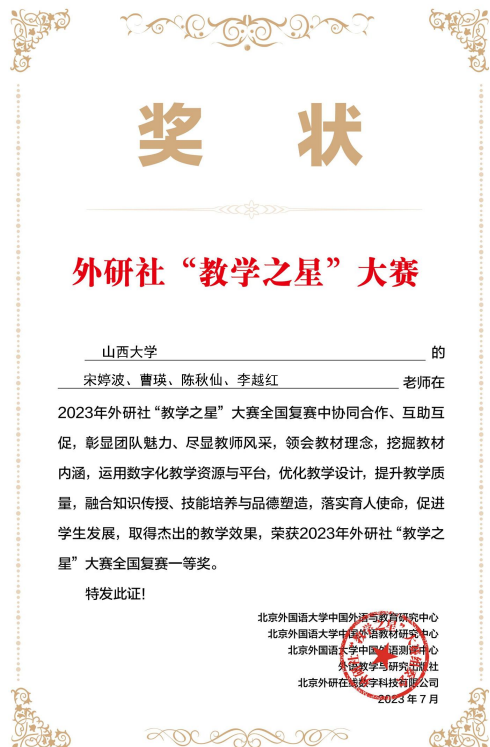 奖 状
外研社“教学之星”大赛
山西大学 的
宋婷波、曹瑛、陈秋仙、李越红 老师在
2023年外研社“教学之星”大赛全国复赛中协同合作、互助互
促，彰显团队魅力、尽显教师风采，领会教材理念，挖掘教材
内涵，运用数字化教学资源与平台，优化教学设计，提升教学质
量，融合知识传授、技能培养与品德塑造，落实育人使命，促进
学生发展，取得杰出的教学效果，荣获2023年外研社“教学之
星”大赛全国复赛一等奖。
特发此证！
北京外国语大学中国外语与教育研究中心
北京外国语大学中国外语教材研究中心
北京外国语大学中国外语测评中心
外语教学与研究出版社
北京外研在线数字科技有限公司
2023年7月